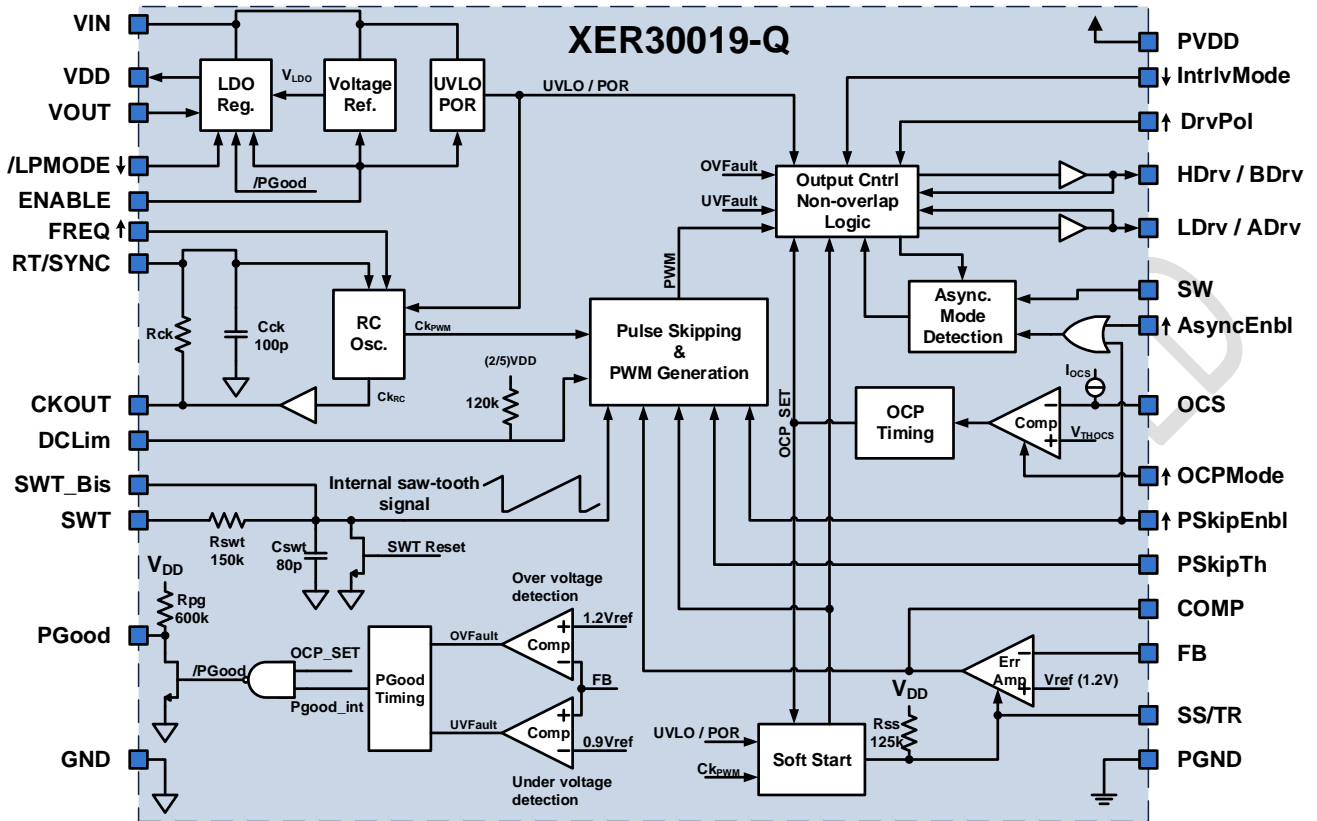 XER30019-Q
VIN
VDD
VOUT
/LPMODE
ENABLE
FREQ
RT/SYNC
CKOUT
DCLim
SWT_Bis
SWT
PGood
GND
PVDD
IntrlvMode
DrvPol
HDrv / BDrv
LDrv / ADrv
SW
AsyncEnbl
OCS
OCPMode
PSkipEnbl
PSkipTh
COMP
FB
SS/TR
PGND
LDO
Reg.
VLDO
Voltage
Ref.
UVLO
POR
UVLO / POR
/PGood
OVFault
UVFault
Output Cntrl
Non-overlap
Logic
PWM
Rck
Cck
100p
RC
Osc.
CkPWM
CkRC
Pulse Skipping
&
PWM Generation
(2/5)VDD
120k
Async.
Mode
Detection
IOCS
OCP_SET
OCP
Timing
Comp
VTHOCS
Internal saw-tooth
signal
Rswt
150k
Cswt
80p
SWT Reset
VDD
Rpg
600k
/PGood
OCP_SET
Pgood_int
PGood
Timing
OVFault
UVFault
Over voltage
detection
Comp
1.2Vref
FB
Comp
0.9Vref
Under voltage
detection
Err
Amp
Vref (1.2V)
VDD
Rss
125k
UVLO / POR
CkPWM
Soft Start
D